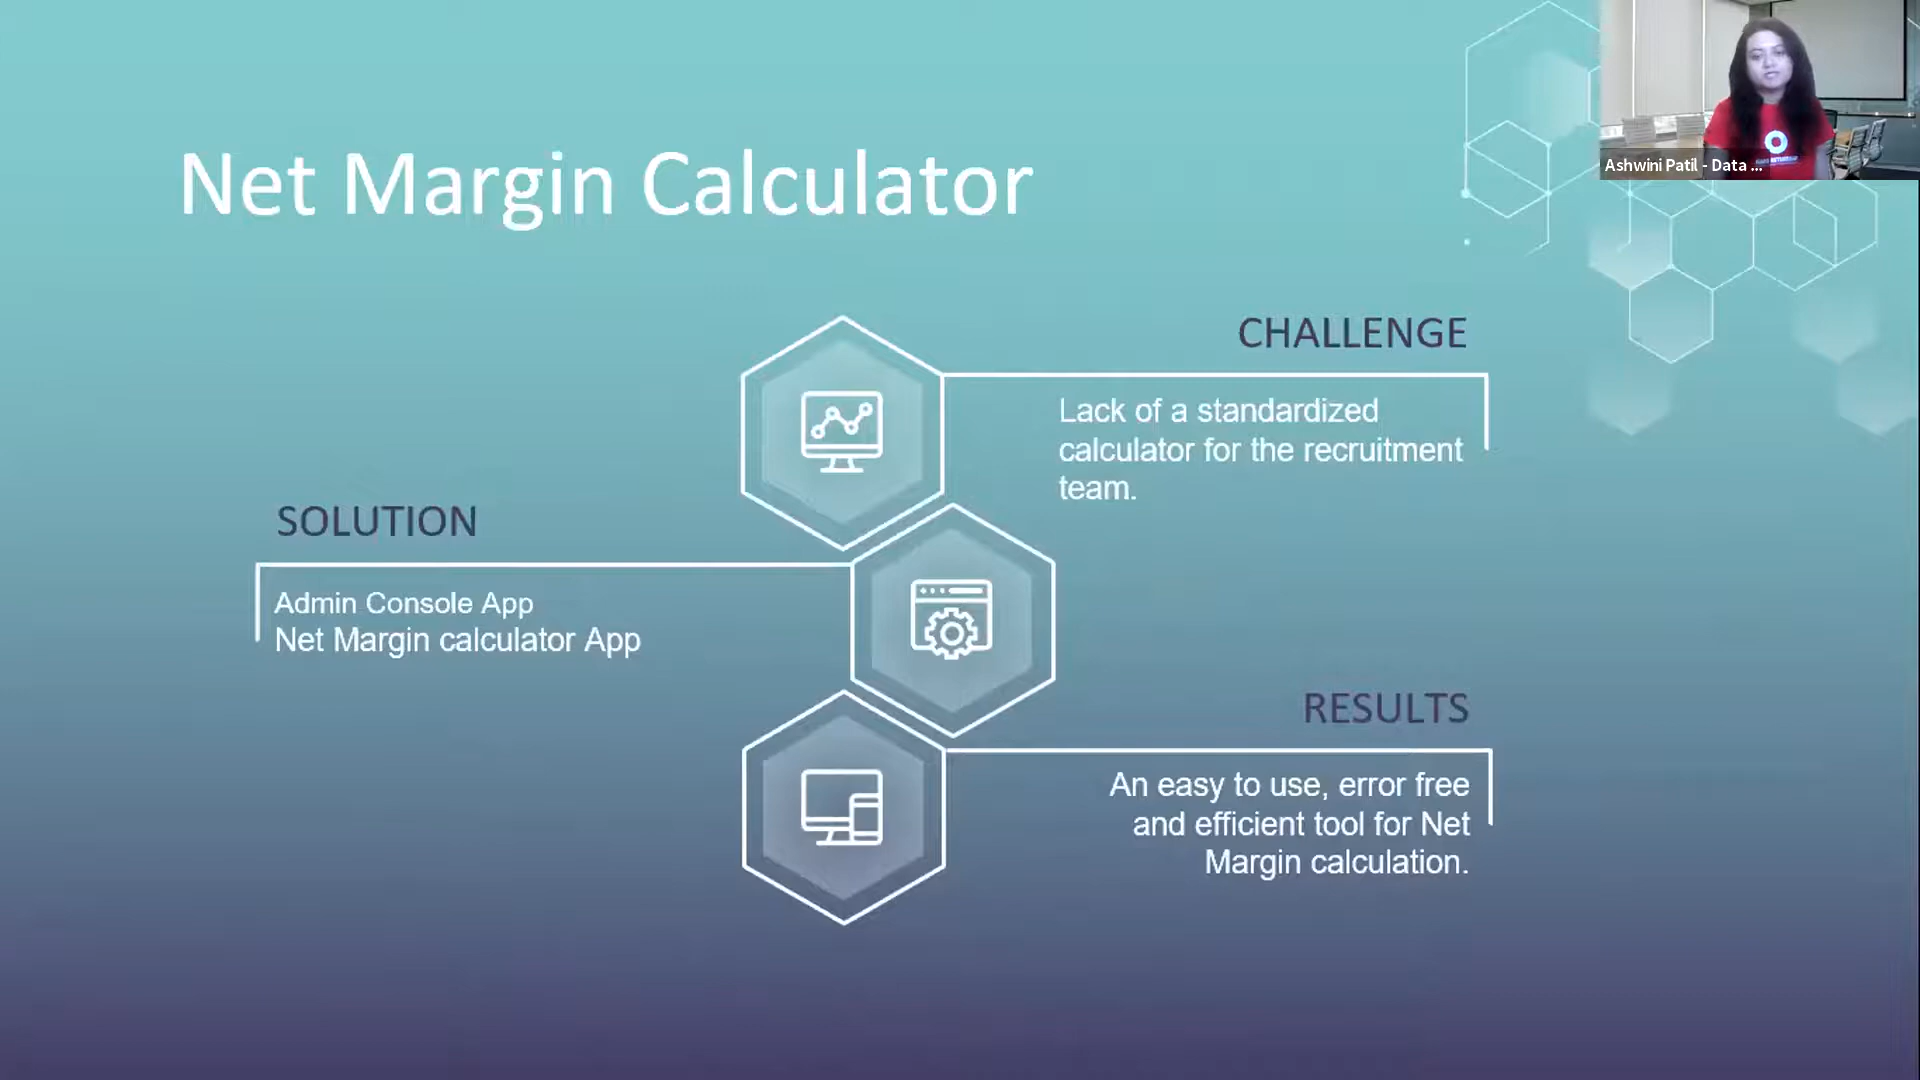 Net Margin Calculator
Ashwini Patil - Data ...
CHALLENGE
Lack of a standardized
calculator for the recruitment
team.
SOLUTION
Admin Console App
Net Margin calculator App
RESULTS
An easy to use, error free
and efficient tool for Net
Margin calculation.